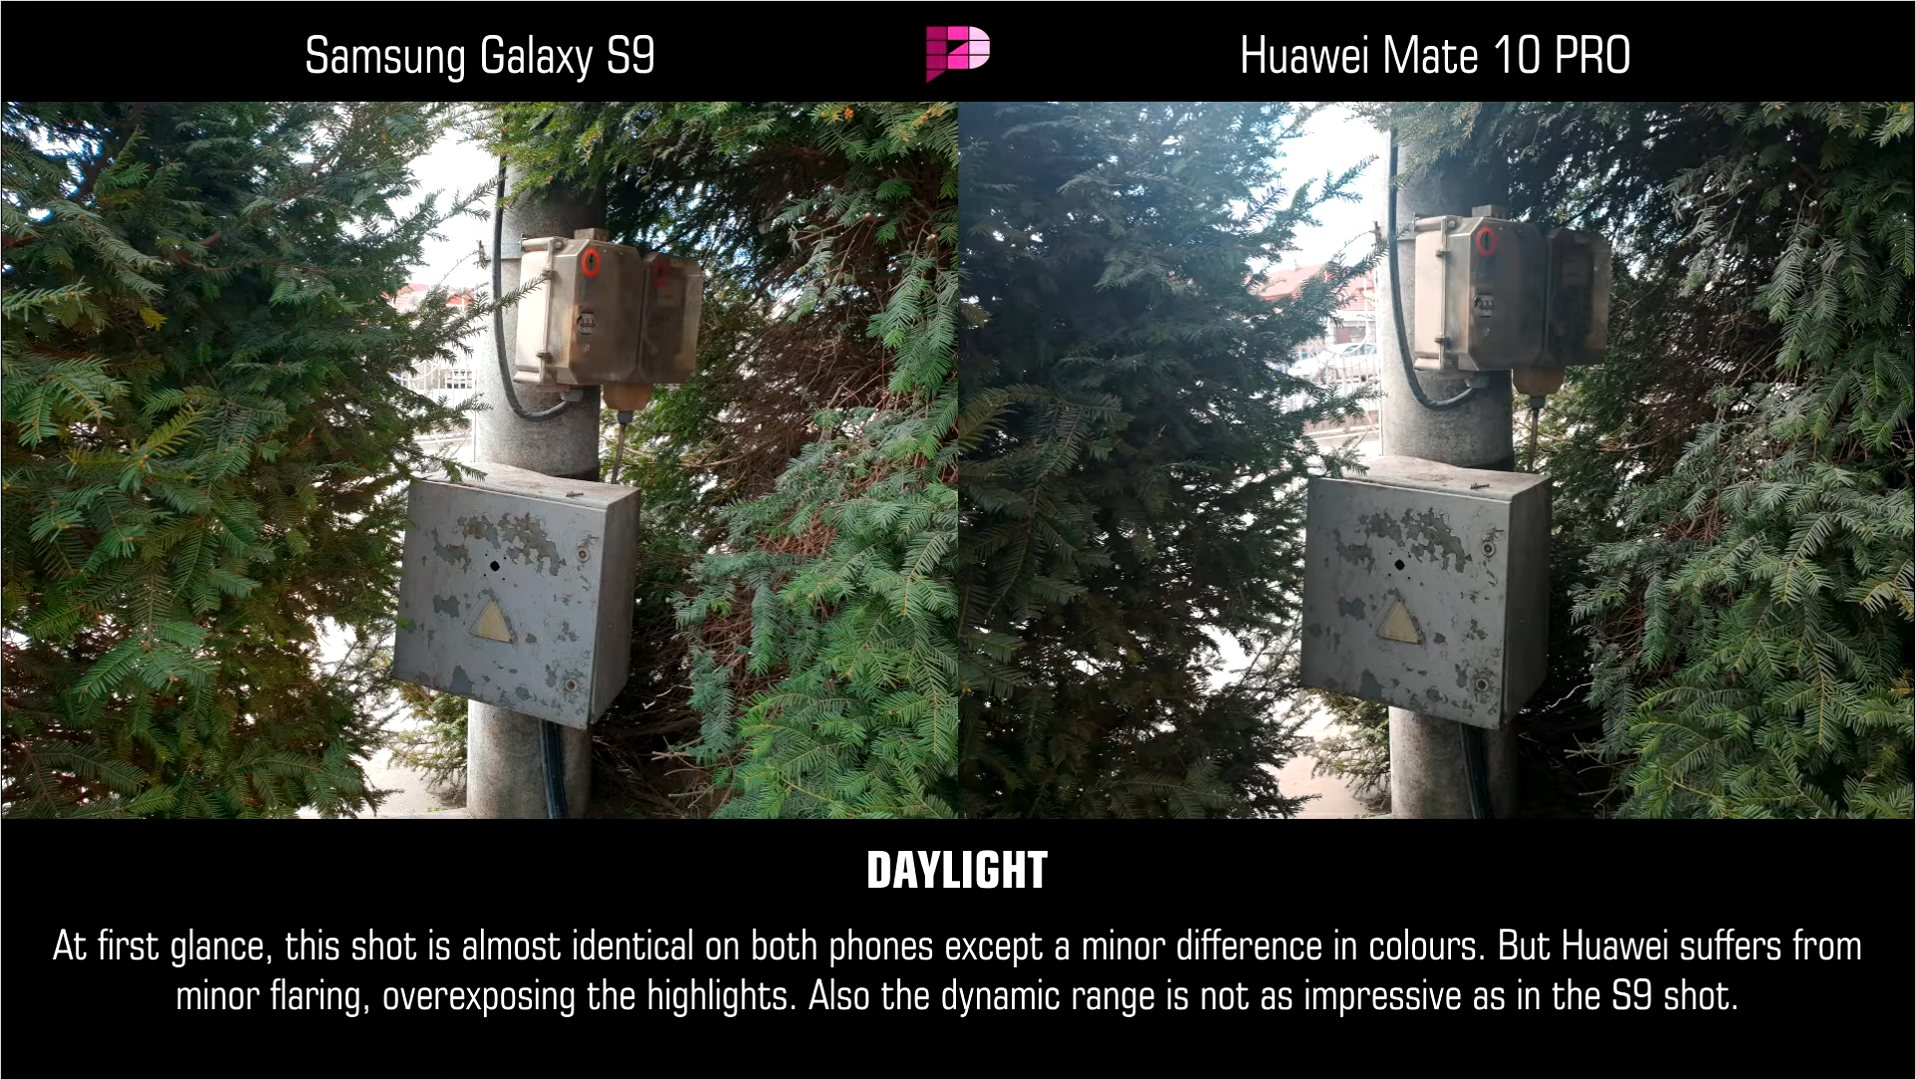 Samsung Galaxy S9
Huawei Mate 10 PRO
DAYLIGHT
At first glance, this shot is almost identical on both phones except a minor difference in colours. But Huawei suffers from
minor flaring, overexposing the highlights. Also the dynamic range is not as impressive as in the S9 shot.